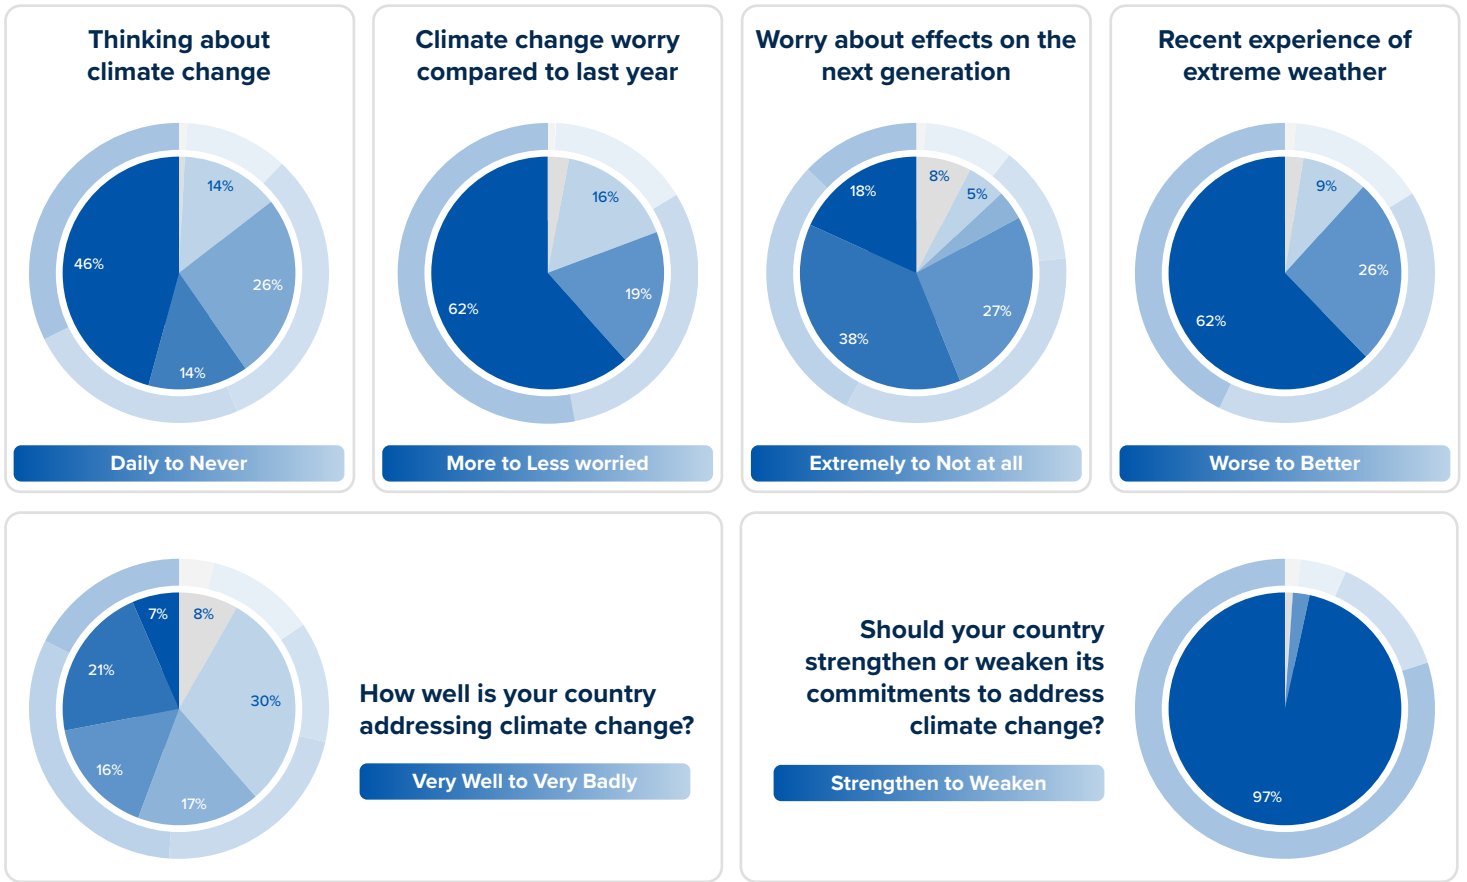 Thinking about
climate change
14%
26%
14%
46%
Daily to Never
Climate change worry
compared to last year
16%
19%
62%
More to Less worried
Worry about effects on the
next generation
8%
5%
27%
38%
18%
Extremely to Not at all
Recent experience of
extreme weather
9%
26%
62%
Worse to Better
8%
30%
17%
16%
21%
7%
How well is your country
addressing climate change?
Very Well to Very Badly
Should your country
strengthen or weaken its
commitments to address
climate change?
Strengthen to Weaken
97%